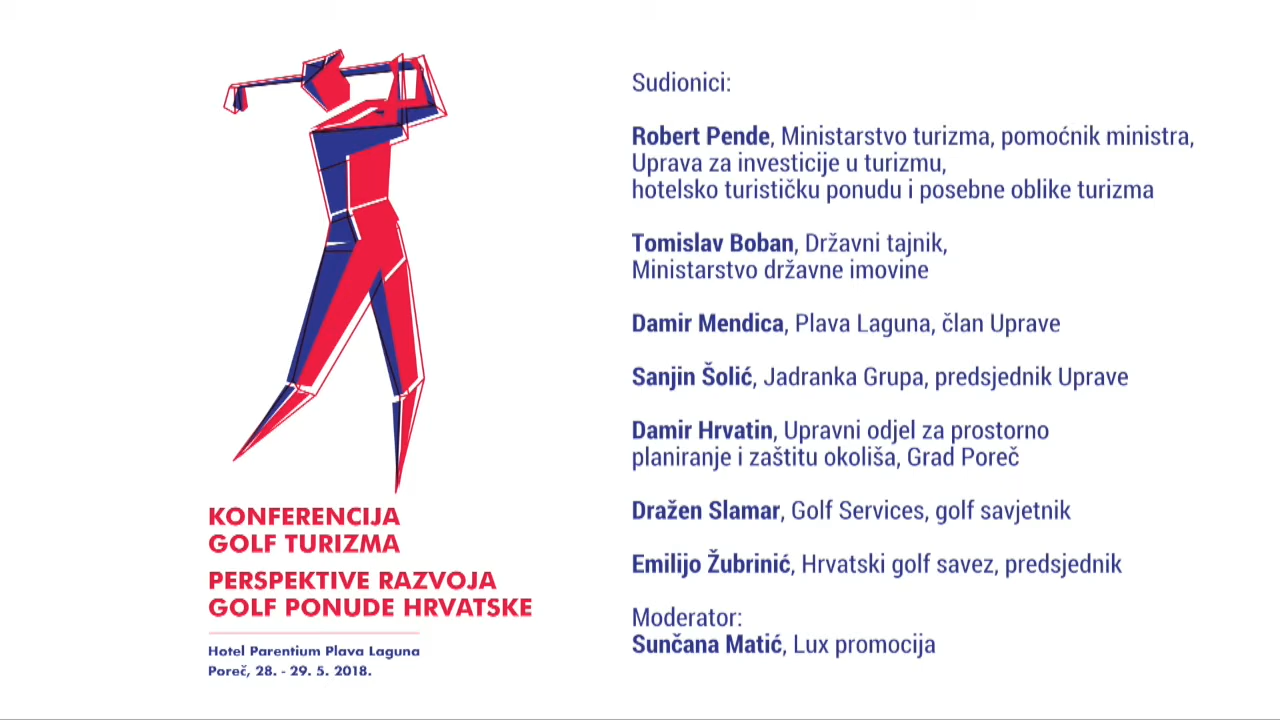 KONFERENCIJA
GOLF TURIZMA
PERSPEKTIVE RAZVOJA
GOLF PONUDE HRVATSKE
Hotel Parentium Plava Laguna
Poreč, 28. - 29. 5. 2018.
Sudionici:
Robert Pende, Ministarstvo turizma, pomoćnik ministra,
Uprava za investicije u turizmu,
hotelsko turističku ponudu i posebne oblike turizma
Tomislav Boban, Državni tajnik,
Ministarstvo državne imovine
Damir Mendica, Plava Laguna, član Uprave
Sanjin Šolić, Jadranka Grupa, predsjednik Uprave
Damir Hrvatin, Upravni odjel za prostorno
planiranje i zaštitu okoliša, Grad Poreč
Dražen Slamar, Golf Services, golf savjetnik
Emilijo Žubrinić, Hrvatski golf savez, predsjednik
Moderator:
Sunčana Matić, Lux promocija